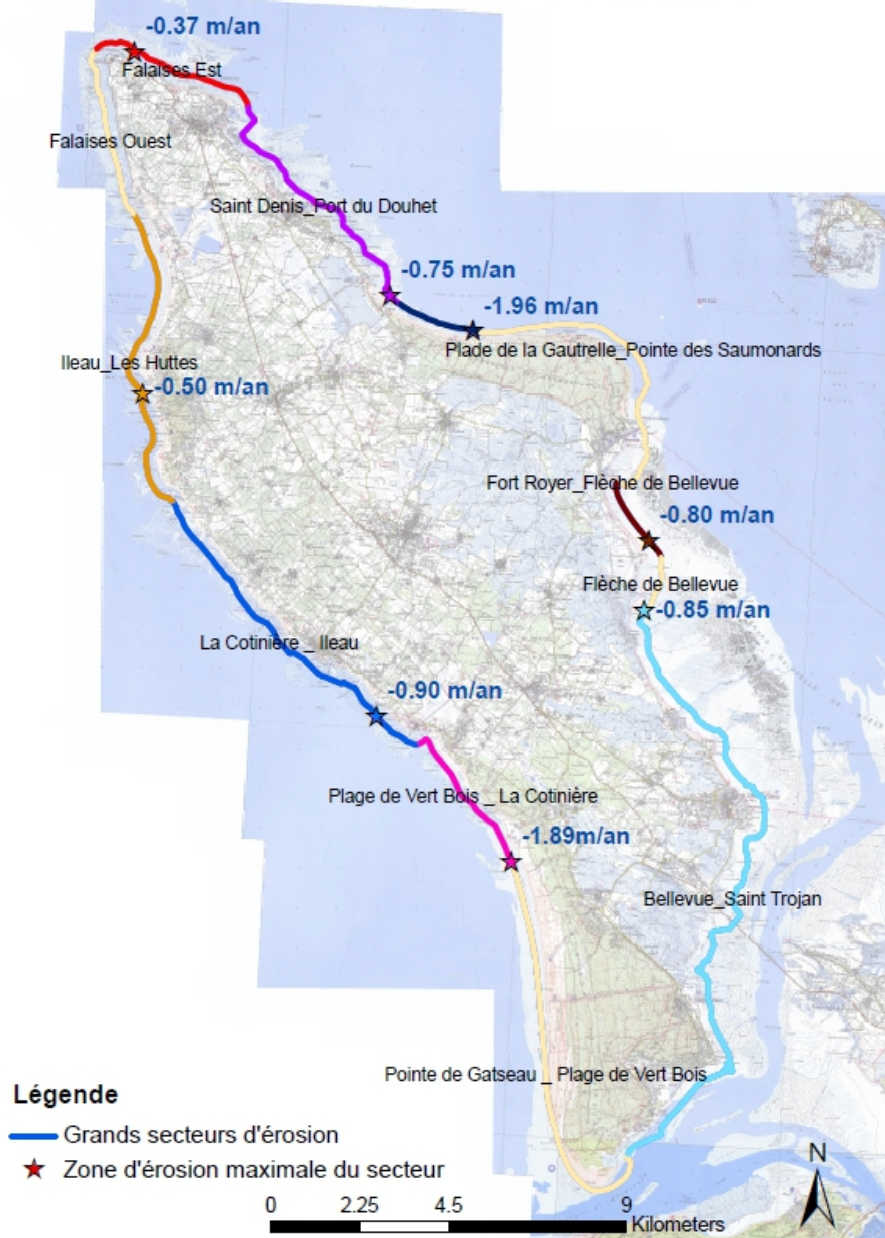 -0.37 m/an
Falaises Est
Falaises Ouest
Saint Denis_Port du Douhet
-0.75 m/an
-1.96 m/an
Plade de la Gautrelle_Pointe des Saumonards
Ileau_Les Huttes
-0.50 m/an
Fort Royer_Flèche de Bellevue
-0.80 m/an
Flèche de Bellevue
-0.85 m/an
La Cotinière _ Ileau
-0.90 m/an
Plage de Vert Bois _ La Cotinière
-1.89m/an
Bellevue_Saint Trojan
Pointe de Gatseau _ Plage de Vert Bois
Légende
Grands secteurs d'érosion
Zone d'érosion maximale du secteur
N
0 2.25 4.5 9
Kilometers